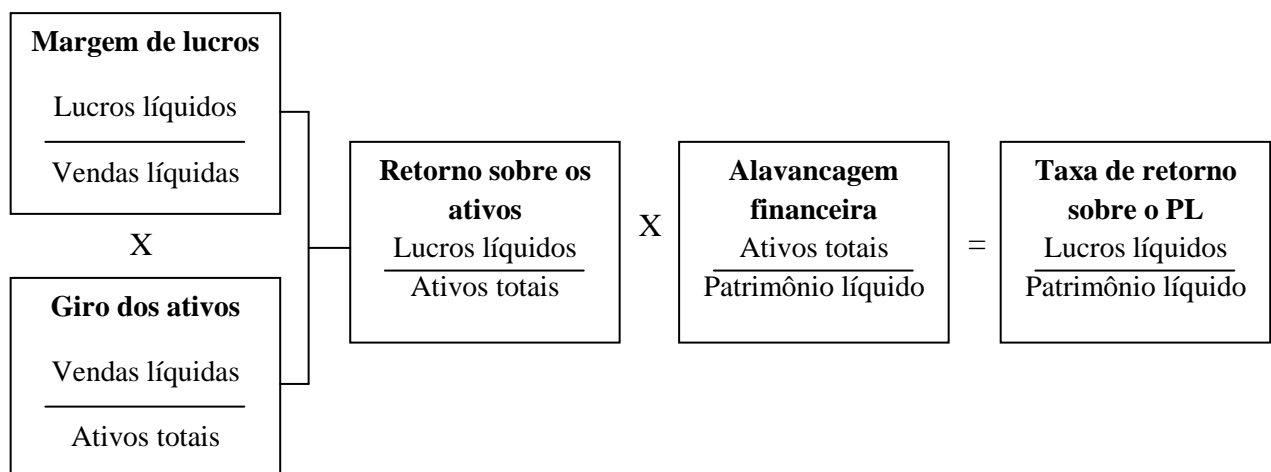 Margem de lucros
Lucros líquidos
Vendas líquidas
X
Giro dos ativos
Vendas líquidas
Ativos totais
Retorno sobre os
ativos
Lucros líquidos
Ativos totais
X
Alavancagem
financeira
Ativos totais
Patrimônio líquido
=
Taxa de retorno
sobre o PL
Lucros líquidos
Patrimônio líquido